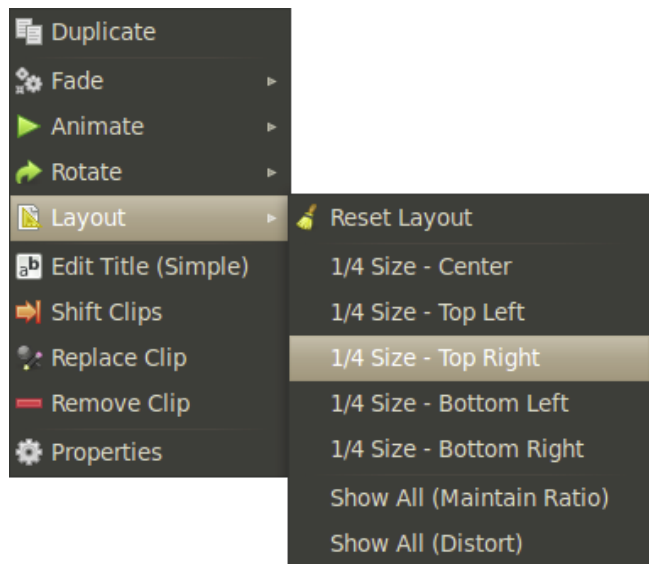 Duplicate
Fade
Animate
Rotate
Layout
Edit Title (Simple)
Shift Clips
Replace Clip
Remove Clip
Properties
Reset Layout
1/4 Size - Center
1/4 Size - Top Left
1/4 Size - Top Right
1/4 Size - Bottom Left
1/4 Size - Bottom Right
Show All (Maintain Ratio)
Show All (Distort)